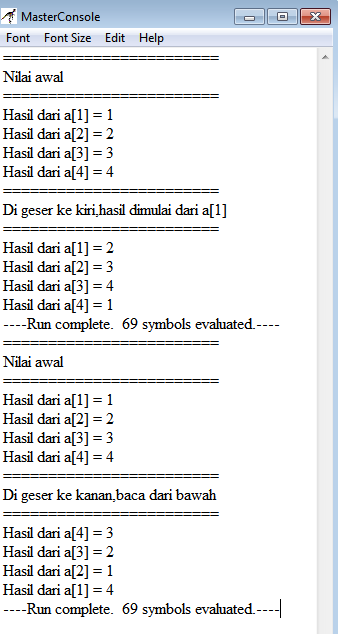 MasterConsole
Font Font Size Edit Help
========================
Nilai awal
========================
Hasil dari a[1] = 1
Hasil dari a[2] = 2
Hasil dari a[3] = 3
Hasil dari a[4] = 4
========================
Di geser ke kiri,hasil dimulai dari a[1]
========================
Hasil dari a[1] = 2
Hasil dari a[2] = 3
Hasil dari a[3] = 4
Hasil dari a[4] = 1
----Run complete.  69 symbols evaluated.----
========================
Nilai awal
========================
Hasil dari a[1] = 1
Hasil dari a[2] = 2
Hasil dari a[3] = 3
Hasil dari a[4] = 4
========================
Di geser ke kanan,baca dari bawah
========================
Hasil dari a[4] = 3
Hasil dari a[3] = 2
Hasil dari a[2] = 1
Hasil dari a[1] = 4
----Run complete.  69 symbols evaluated.----